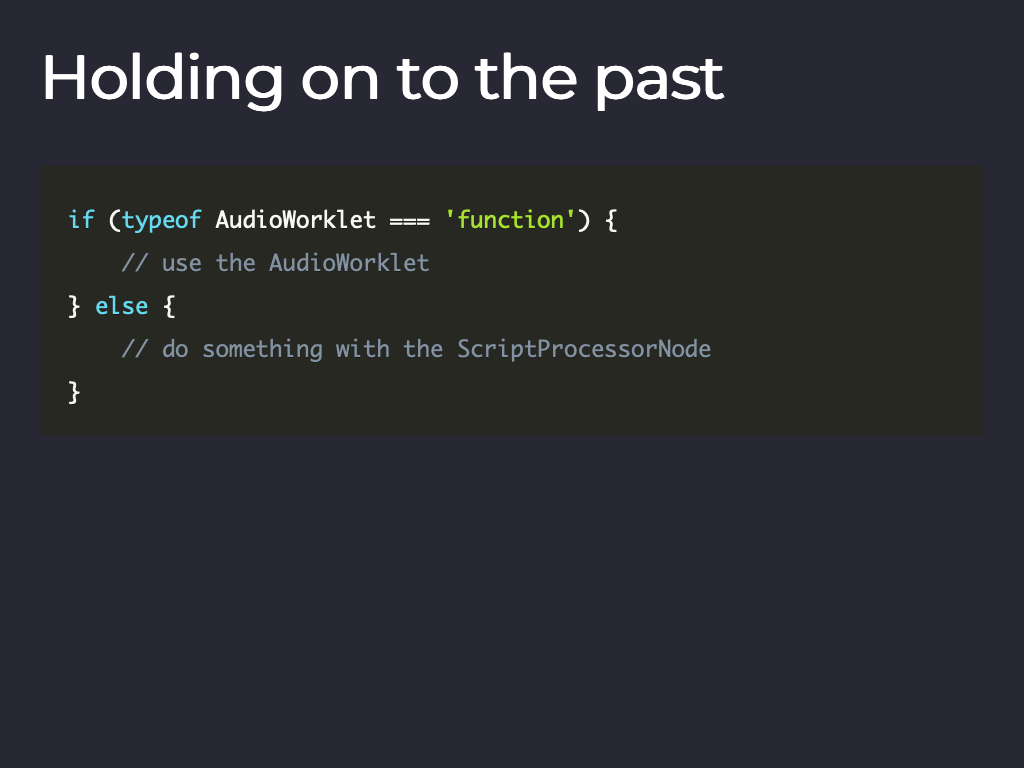 Holding on to the past
if (typeof AudioWorklet === 'function') {
    // use the AudioWorklet
} else {
    // do something with the ScriptProcessorNode
}